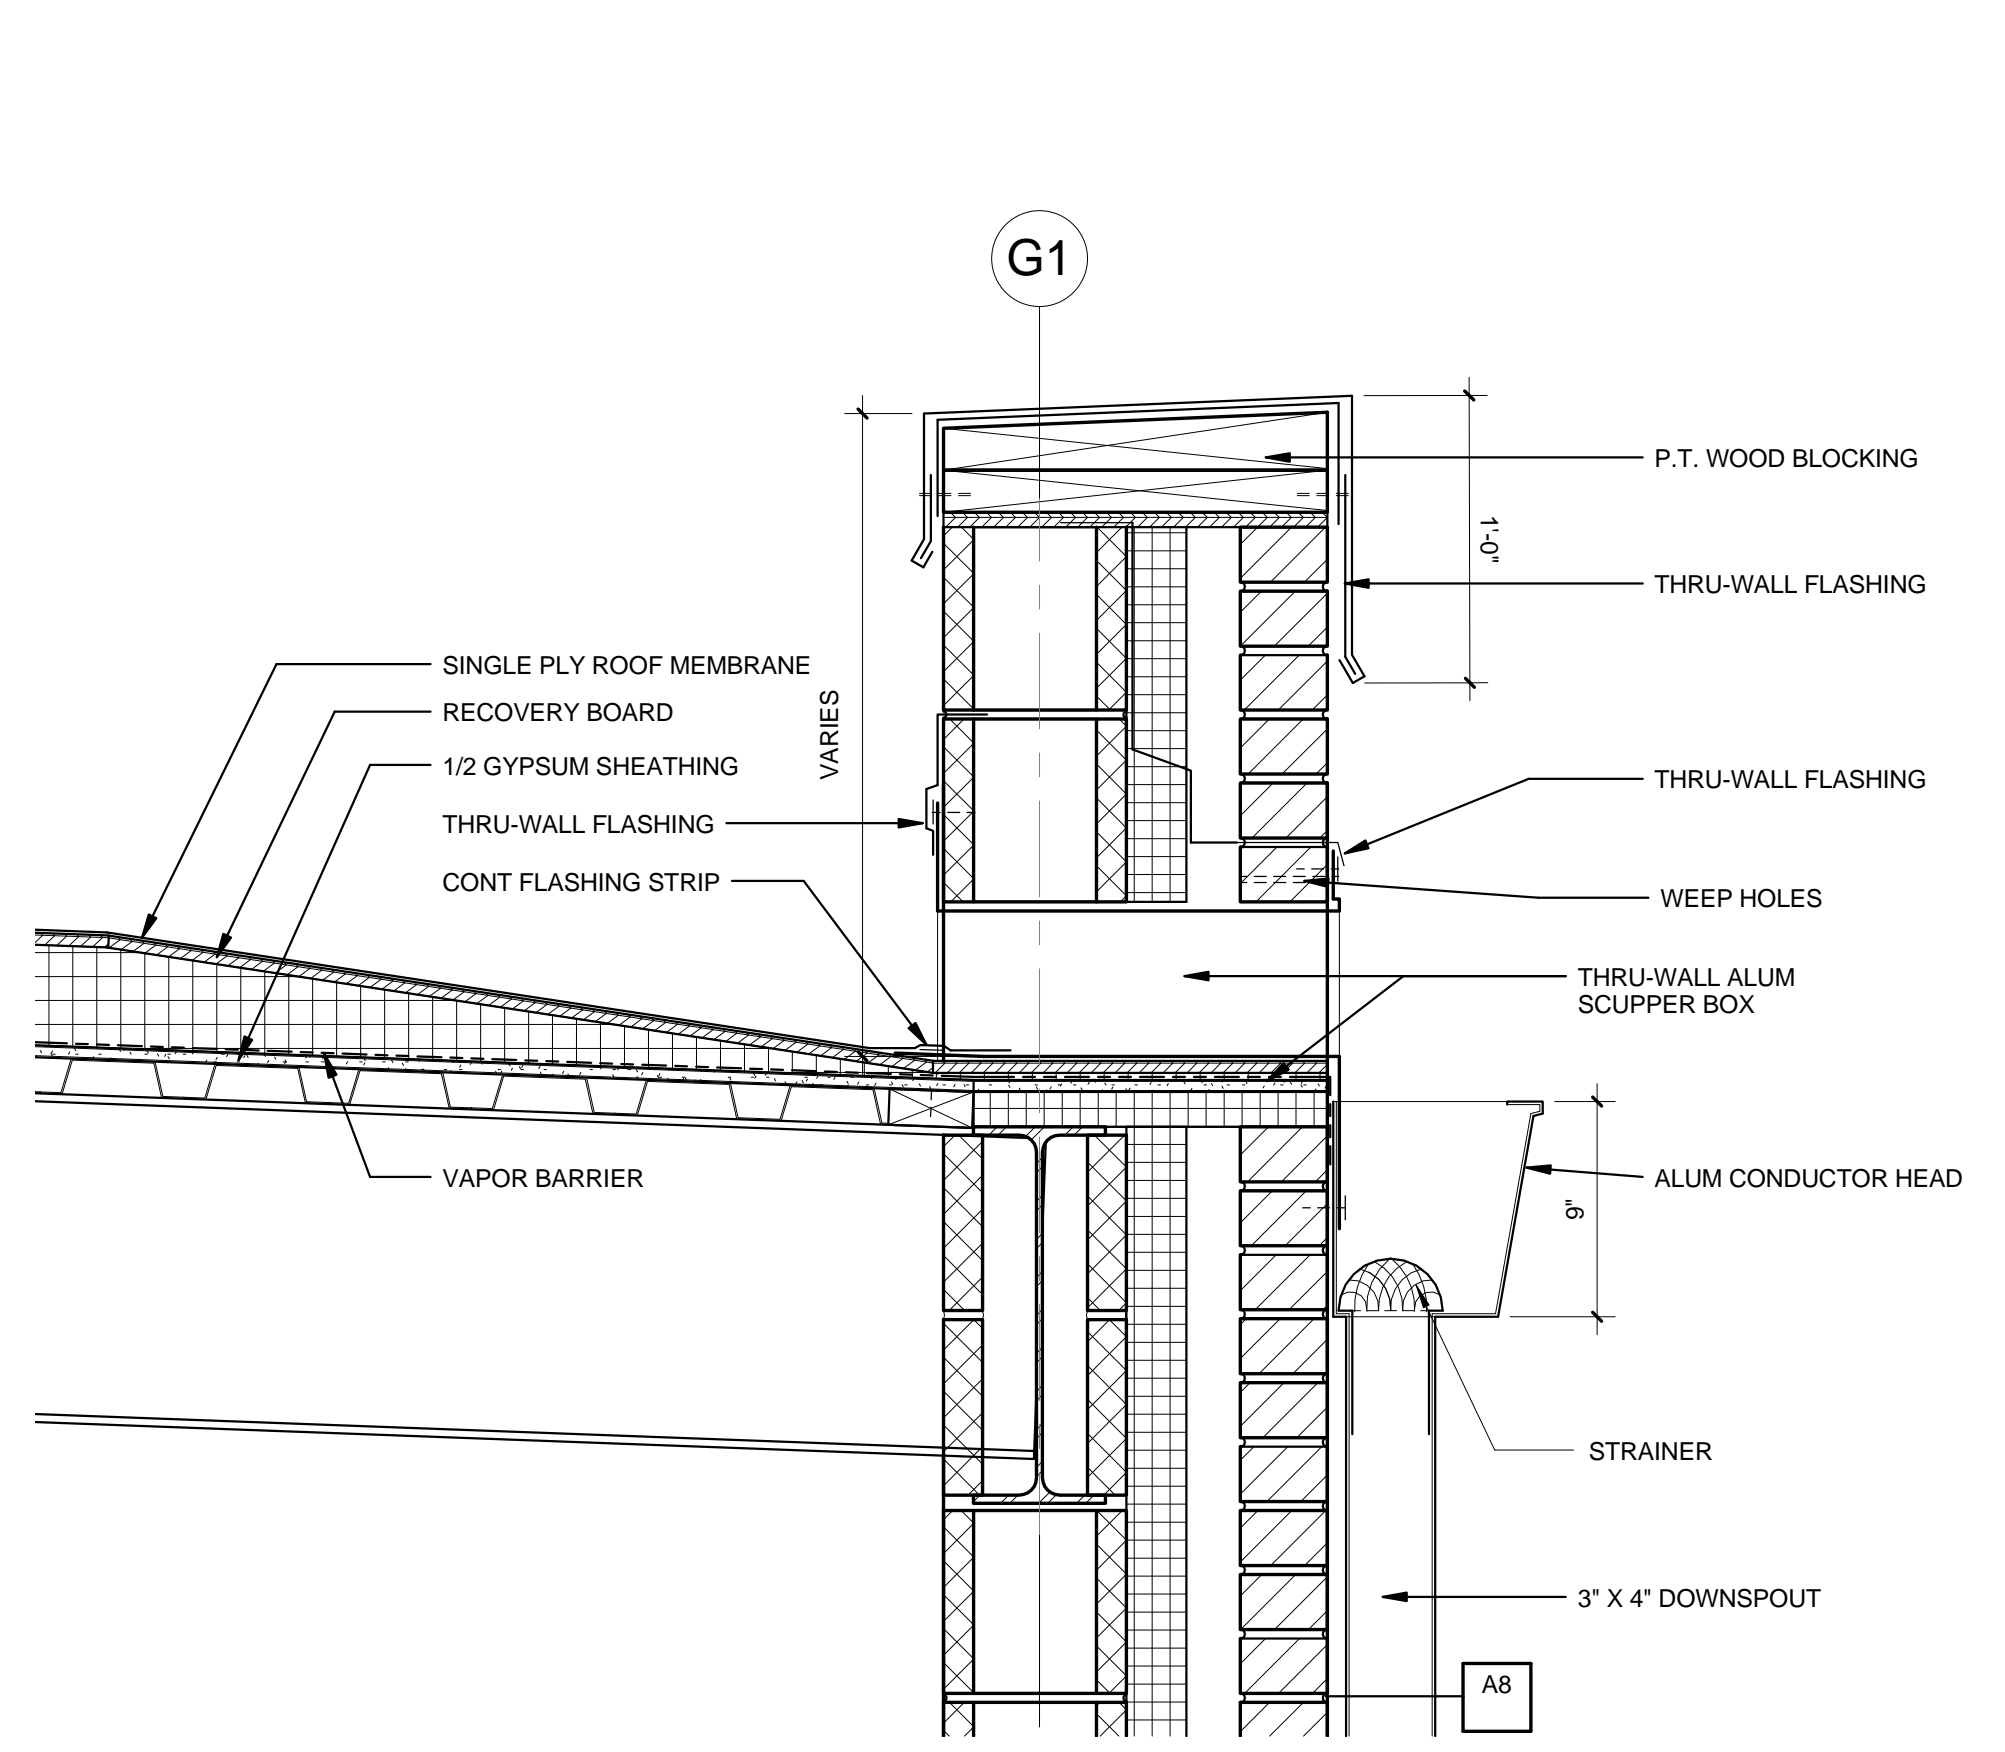 G1
P.T. WOOD BLOCKING
1'-0"
THRU-WALL FLASHING
SINGLE PLY ROOF MEMBRANE
RECOVERY BOARD
VARIES
1/2 GYPSUM SHEATHING
THRU-WALL FLASHING
THRU-WALL FLASHING
CONT FLASHING STRIP
WEEP HOLES
THRU-WALL ALUM
SCUPPER BOX
VAPOR BARRIER
ALUM CONDUCTOR HEAD
9"
STRAINER
3" X 4" DOWNSPOUT
A8